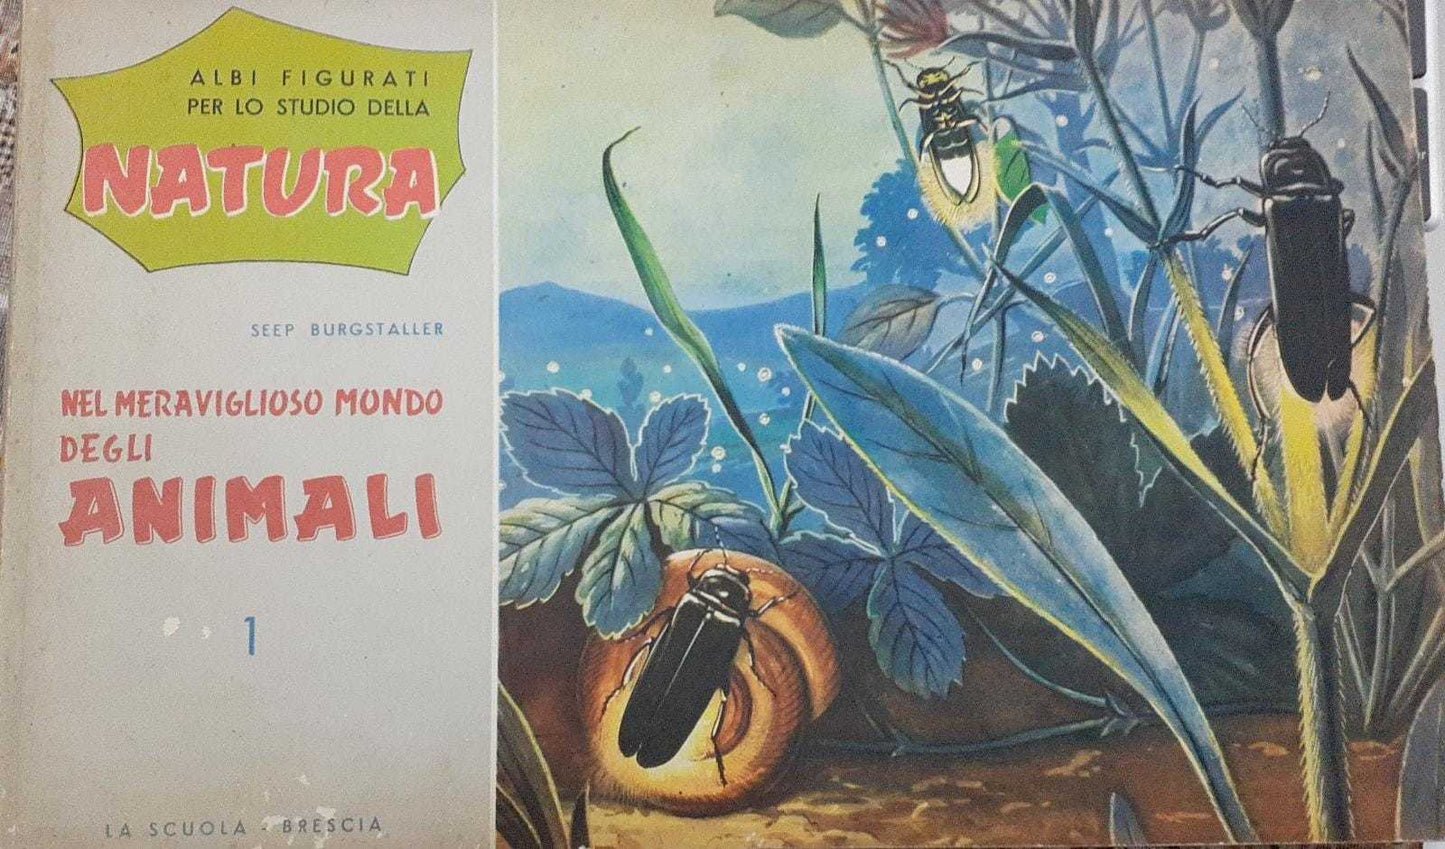 ALBI FIGURATI
PER LO STUDIO DELLA
NATURA
SEEP BURGSTALLER
NEL MERAVIGLIOSO MONDO
DEGLI
ANIMALI
1
LA SCUOLA - BRESCIA